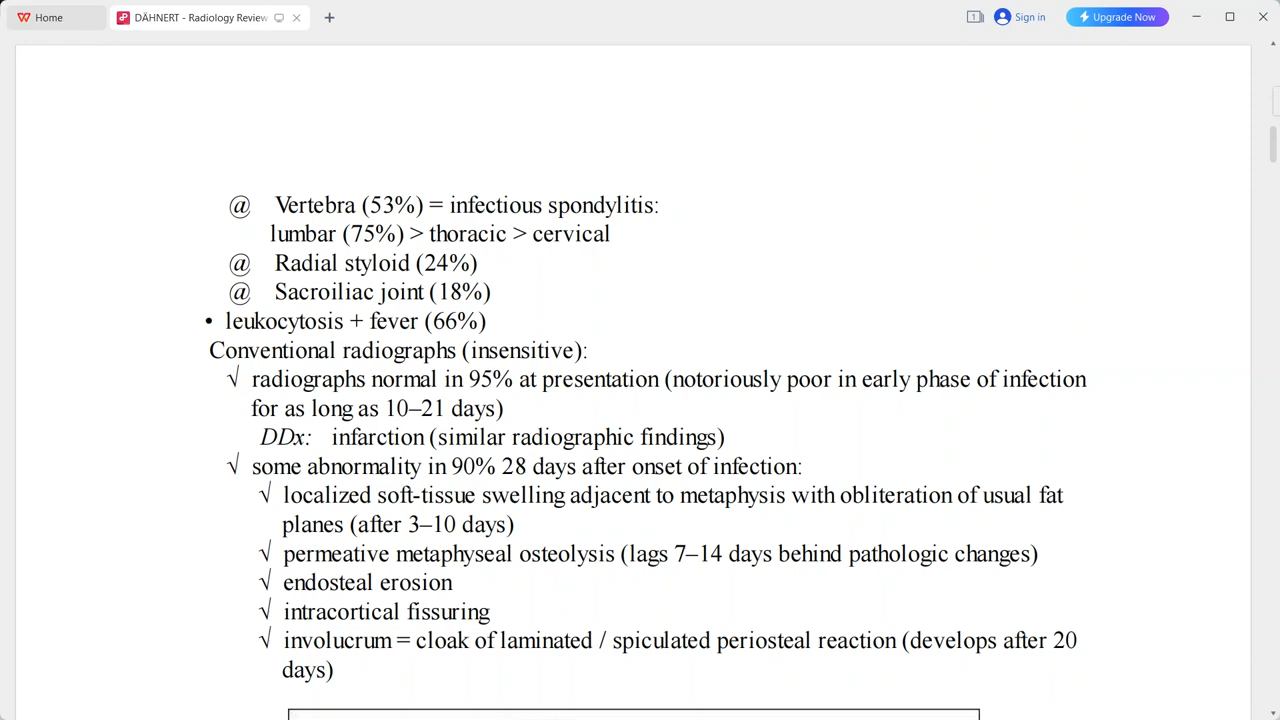 Home
DÄHNERT - Radiology Review
1
Sign in
Upgrade Now
@ Vertebra (53%) = infectious spondylitis:
lumbar (75%) > thoracic > cervical
@ Radial styloid (24%)
@ Sacroiliac joint (18%)
• leukocytosis + fever (66%)
Conventional radiographs (insensitive):
√ radiographs normal in 95% at presentation (notoriously poor in early phase of infection
for as long as 10–21 days)
DDx: infarction (similar radiographic findings)
√ some abnormality in 90% 28 days after onset of infection:
√ localized soft-tissue swelling adjacent to metaphysis with obliteration of usual fat
planes (after 3–10 days)
√ permeative metaphyseal osteolysis (lags 7–14 days behind pathologic changes)
√ endosteal erosion
√ intracortical fissuring
√ involucrum = cloak of laminated / spiculated periosteal reaction (develops after 20
days)